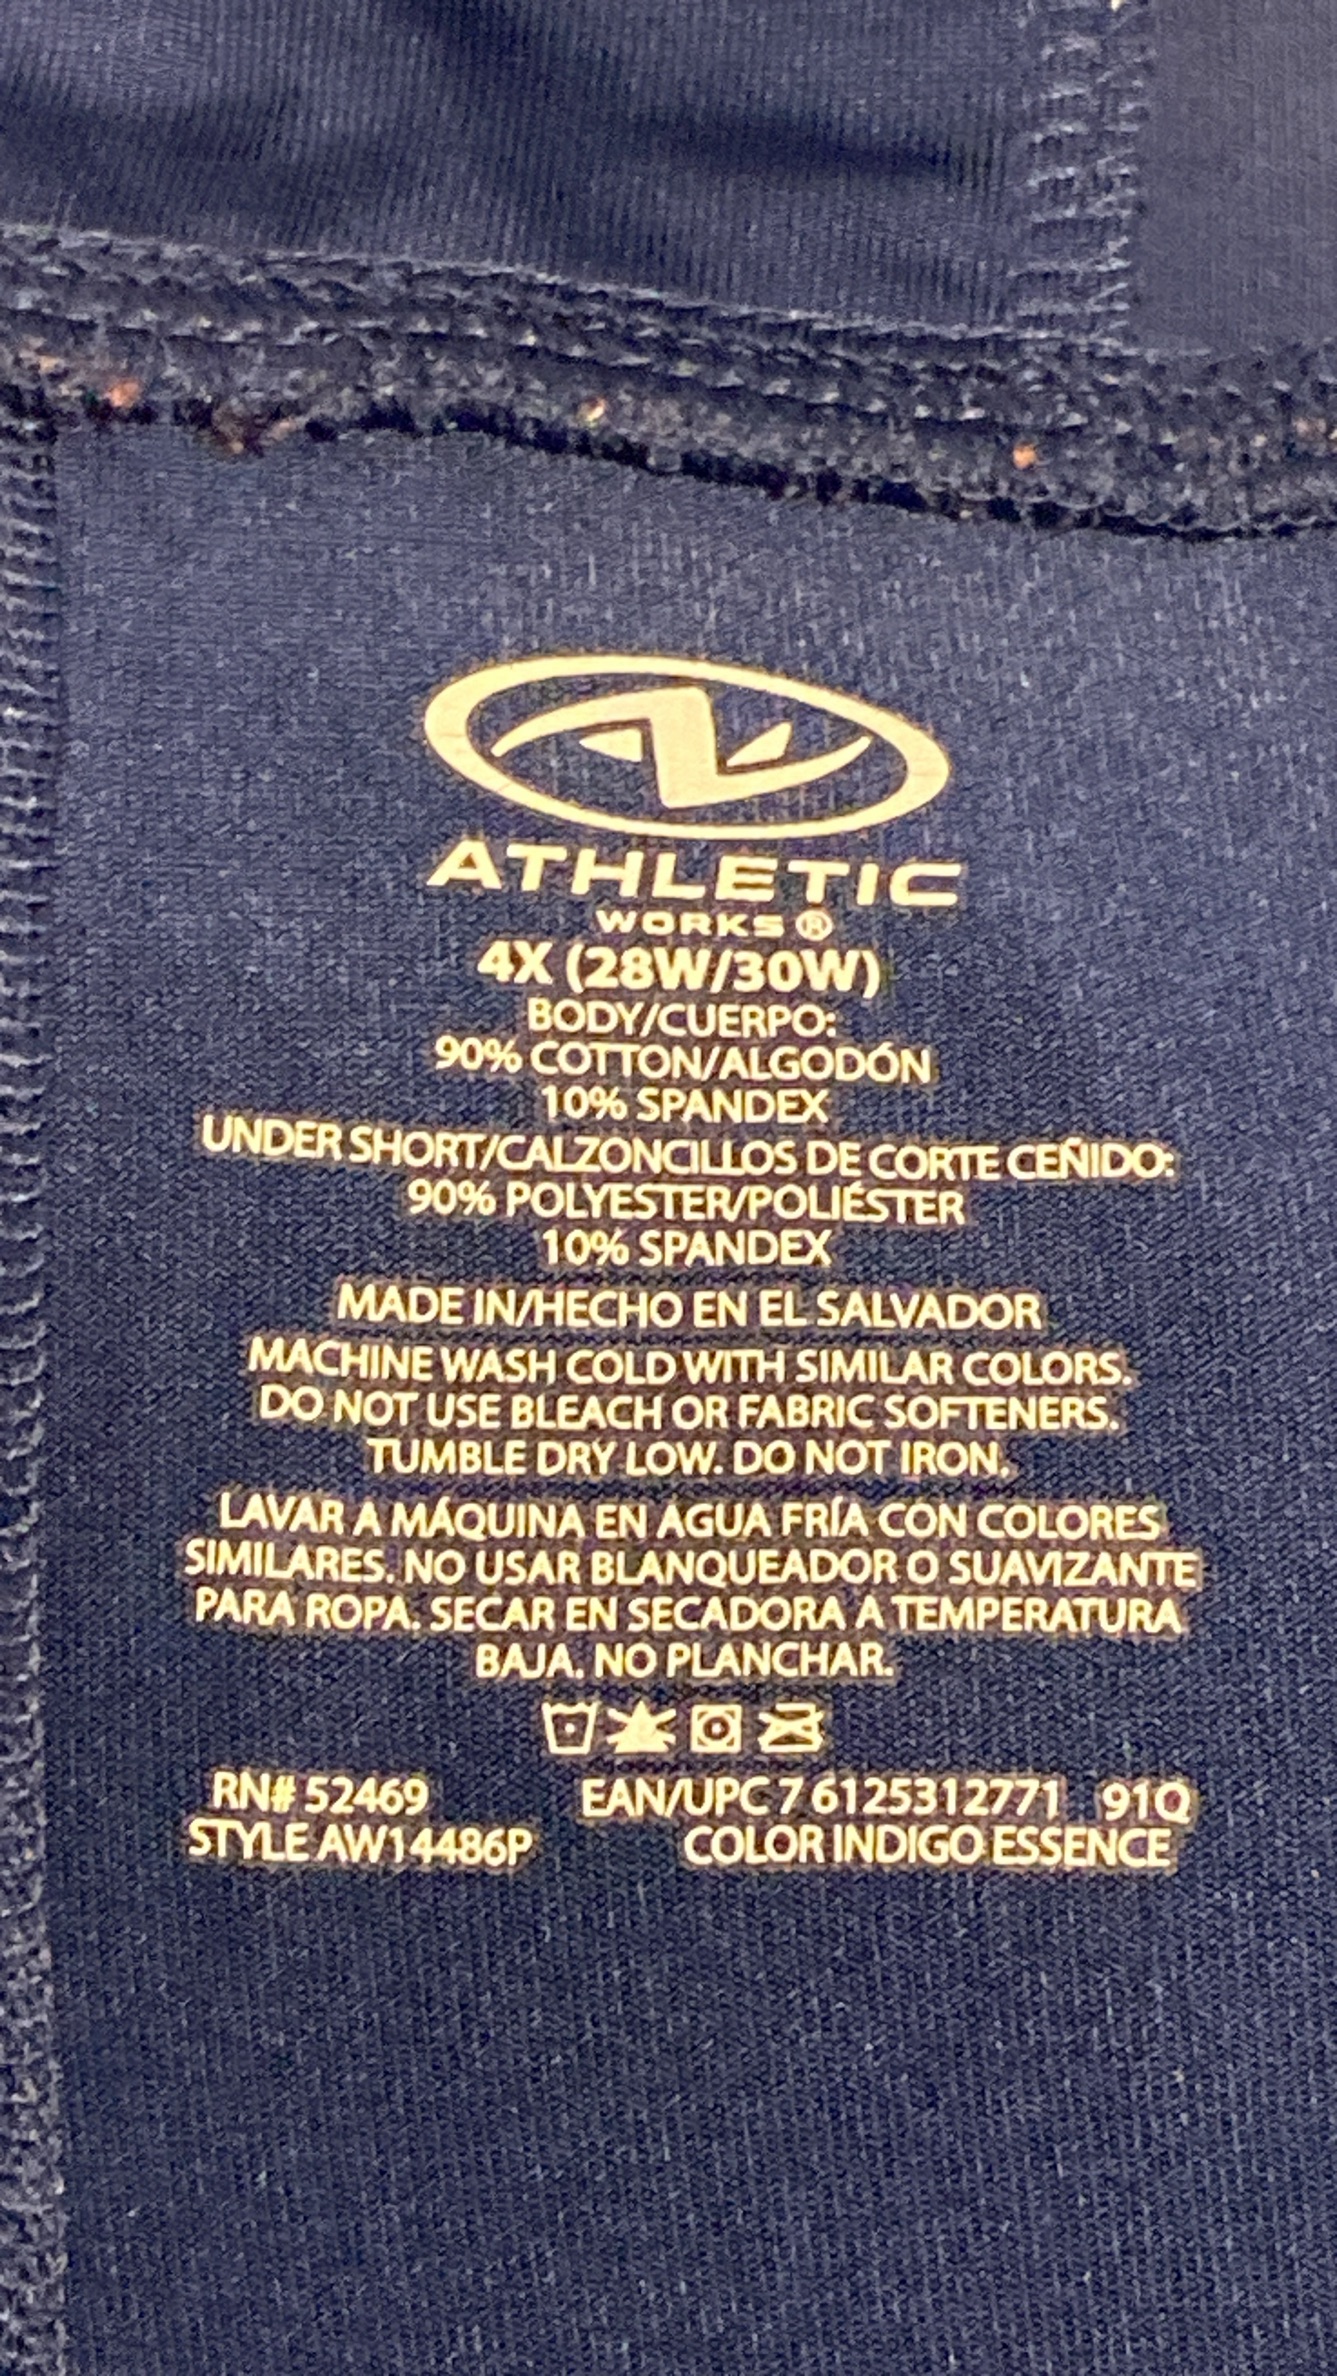 ATHLETIC
WORKS®
4X (28W/30W)
BODY/CUERPO:
90% COTTON/ALGODÓN
10% SPANDEX
UNDER SHORT/CALZONCILLOS DE CORTE CEÑIDO:
90% POLYESTER/POLIÉSTER
10% SPANDEX
MADE IN/HECHO EN EL SALVADOR
MACHINE WASH COLD WITH SIMILAR COLORS.
DO NOT USE BLEACH OR FABRIC SOFTENERS.
TUMBLE DRY LOW. DO NOT IRON.
LAVAR A MÁQUINA EN AGUA FRÍA CON COLORES
SIMILARES. NO USAR BLANQUEADOR O SUAVIZANTE
PARA ROPA. SECAR EN SECADORA A TEMPERATURA
BAJA. NO PLANCHAR.
RN# 52469 EAN/UPC 7 6125312771 91Q
STYLE AW14486P COLOR INDIGO ESSENCE